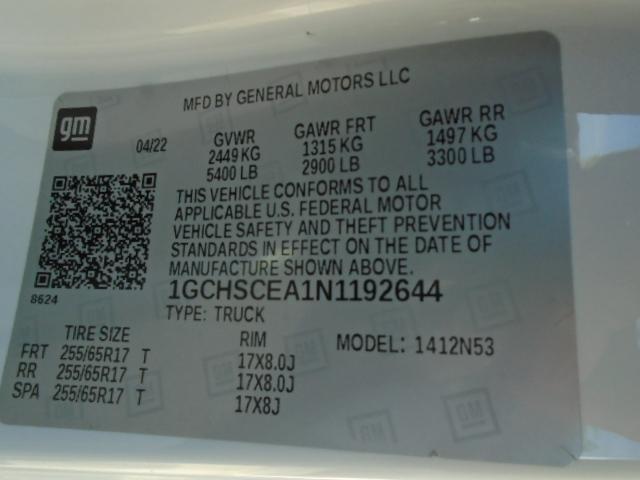 MFD BY GENERAL MOTORS LLC
gm
04/22 GVWR GAWR FRT GAWR RR
2449 KG 1315 KG 1497 KG
5400 LB 2900 LB 3300 LB
THIS VEHICLE CONFORMS TO ALL
APPLICABLE U.S. FEDERAL MOTOR
VEHICLE SAFETY AND THEFT PREVENTION
STANDARDS IN EFFECT ON THE DATE OF
MANUFACTURE SHOWN ABOVE.
8624
1GCHSCEA1N1192644
TYPE: TRUCK
TIRE SIZE RIM MODEL: 1412N53
FRT 255/65R17 T 17X8.0J
RR 255/65R17 T 17X8.0J
SPA 255/65R17 T 17X8J